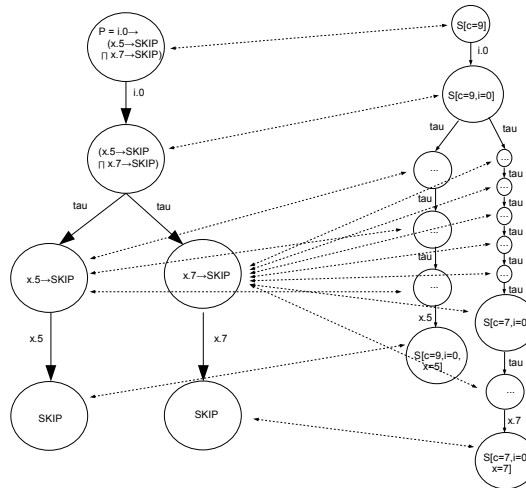 P = i.0→
(x.5→SKIP
⊓ x.7→SKIP)
S[c=9]
i.0
i.0
S[c=9,i=0]
tau
tau
(x.5→SKIP
⊓ x.7→SKIP)
...
...
tau
tau
tau
tau
...
tau
...
...
tau
x.5→SKIP
x.7→SKIP
tau
...
tau
...
...
tau
x.5
x.7
x.5
S[c=7,i=0]
S[c=9,i=0,
x=5]
tau
...
SKIP
SKIP
x.7
S[c=7,i=0
x=7]